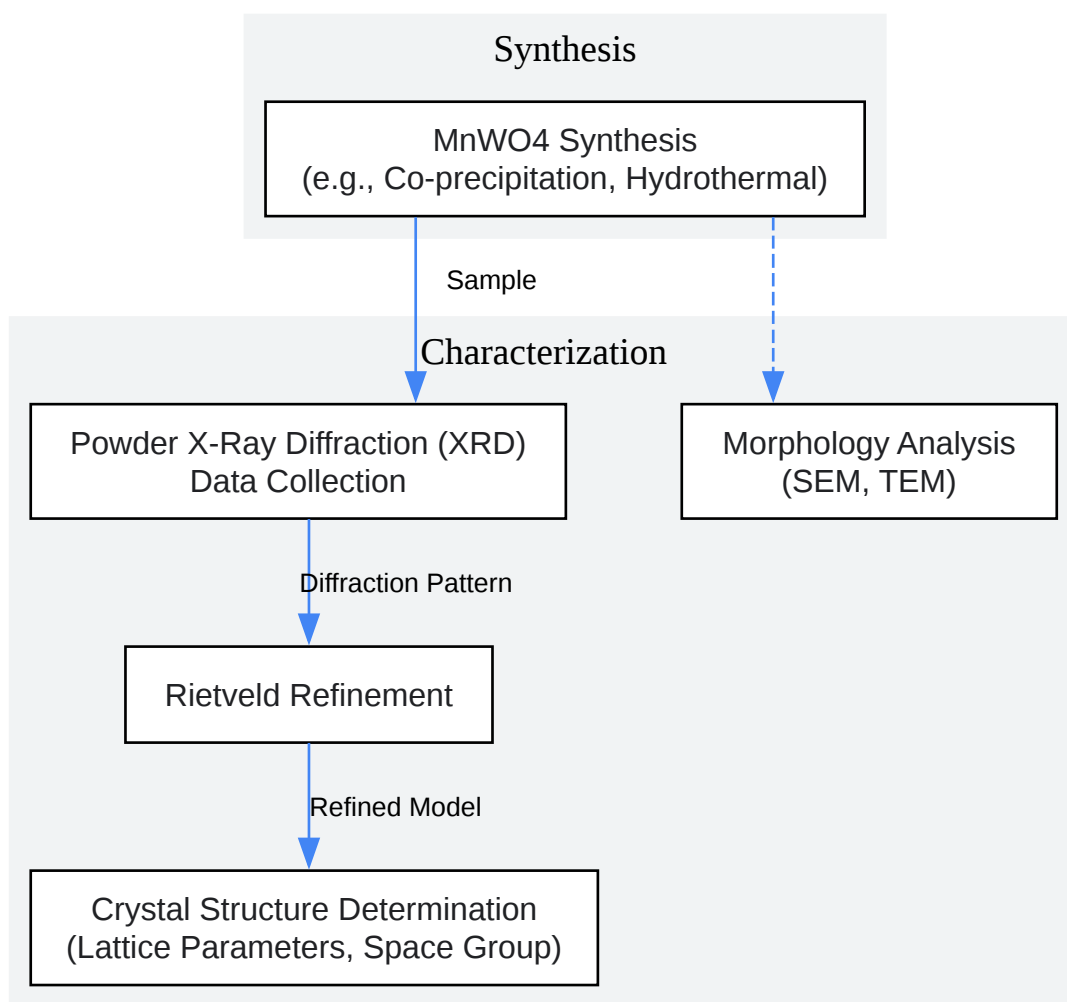 Synthesis
MnWO4 Synthesis
(e.g., Co-precipitation, Hydrothermal)
Sample
Characterization
Powder X-Ray Diffraction (XRD)
Data Collection
Morphology Analysis
(SEM, TEM)
Diffraction Pattern
Rietveld Refinement
Refined Model
Crystal Structure Determination
(Lattice Parameters, Space Group)